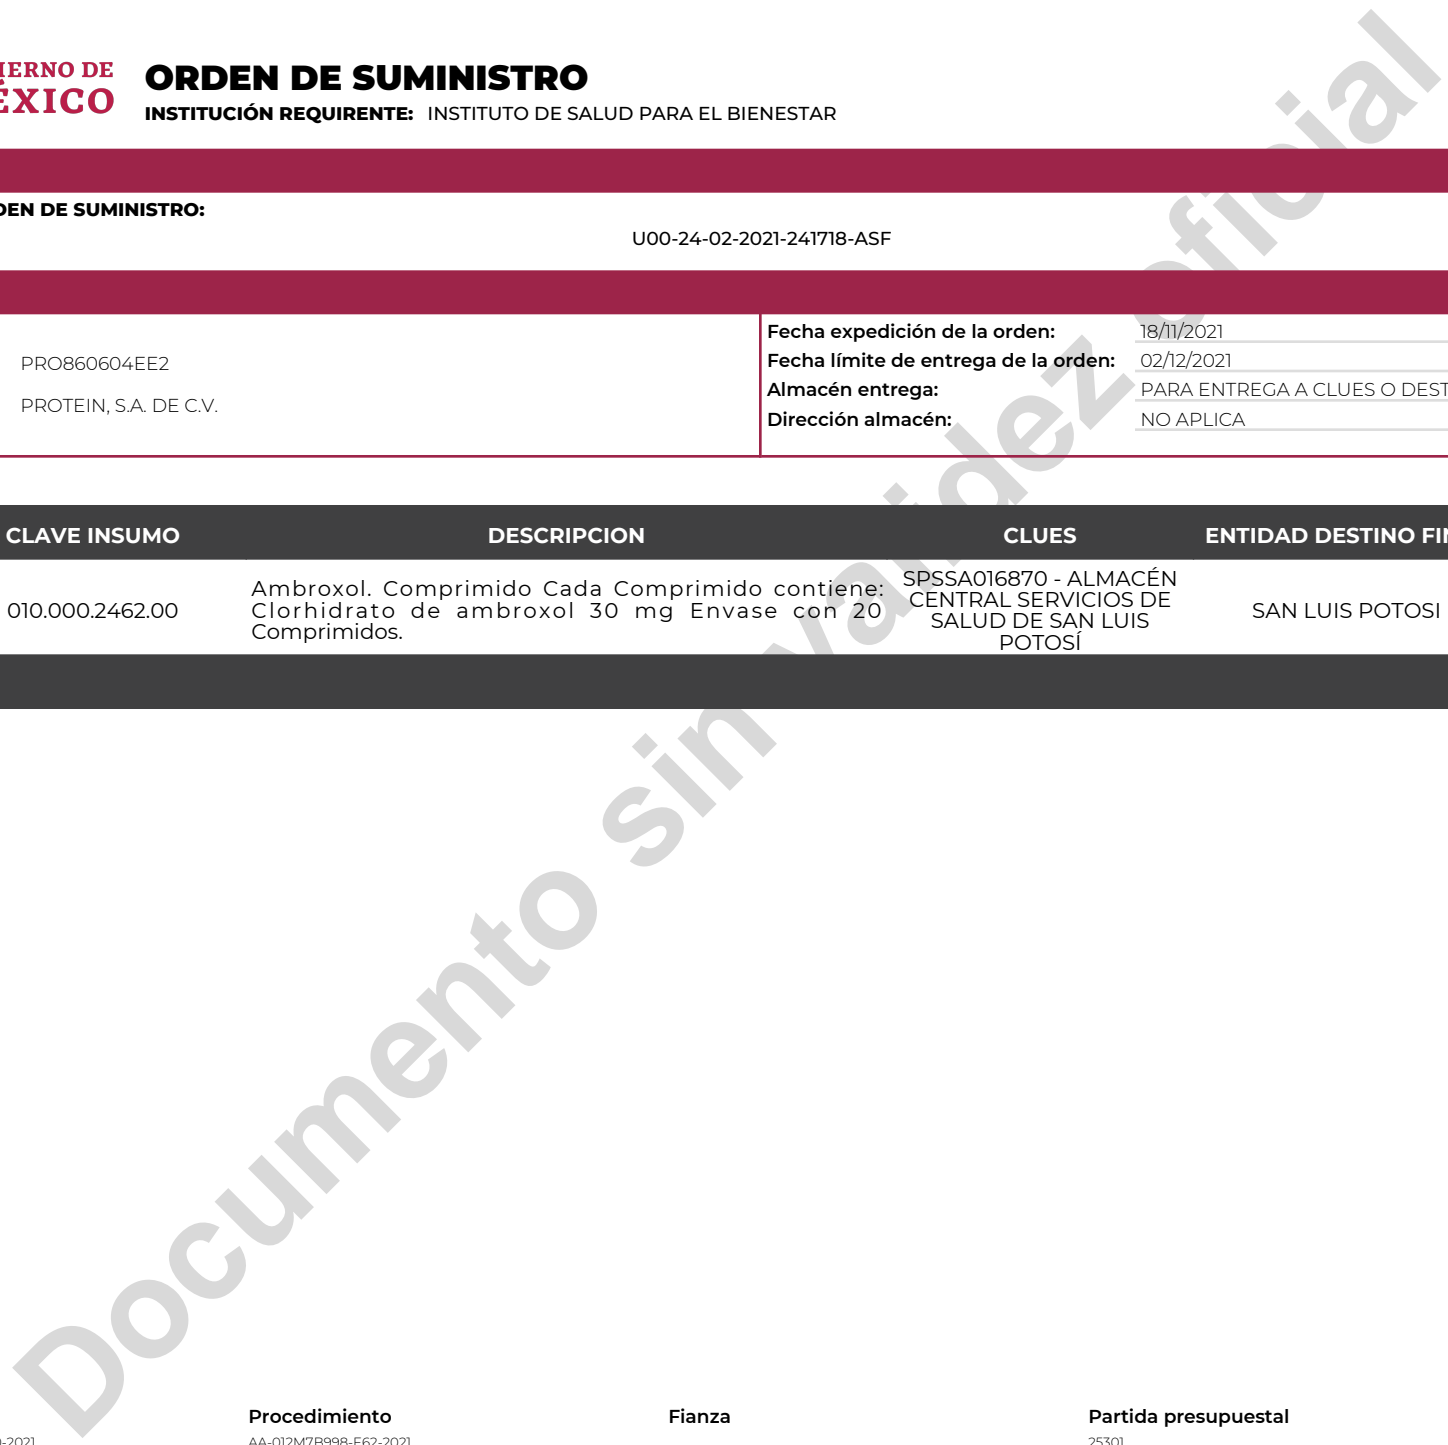 IERNO DE
ÉXICO
ORDEN DE SUMINISTRO
INSTITUCIÓN REQUIRENTE: INSTITUTO DE SALUD PARA EL BIENESTAR
DEN DE SUMINISTRO:
U00-24-02-2021-241718-ASF
PRO860604EE2
PROTEIN, S.A. DE C.V.
Fecha expedición de la orden: 18/11/2021
Fecha límite de entrega de la orden: 02/12/2021
Almacén entrega: PARA ENTREGA A CLUES O DEST
Dirección almacén: NO APLICA
CLAVE INSUMO DESCRIPCION CLUES ENTIDAD DESTINO FIN
010.000.2462.00
Ambroxol. Comprimido Cada Comprimido contiene:
Clorhidrato de ambroxol 30 mg Envase con 20
Comprimidos.
SPSSA016870 - ALMACÉN
CENTRAL SERVICIOS DE
SALUD DE SAN LUIS
POTOSÍ
SAN LUIS POTOSI
Documento sin validez oficial
Procedimiento Fianza Partida presupuestal
-2021 AA-012M7B998-E62-2021 25301